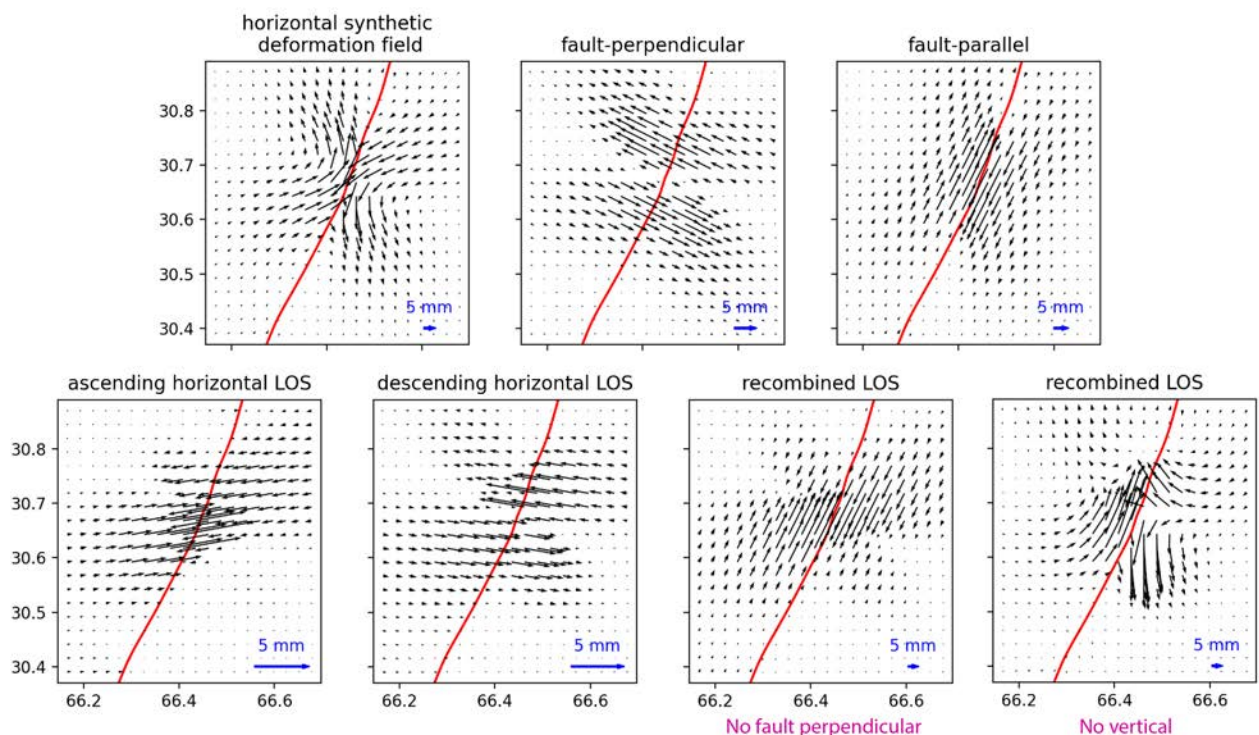 horizontal synthetic
deformation field
fault-perpendicular
fault-parallel
30.8
30.7
30.6
30.5
30.4
5 mm
5 mm
5 mm
ascending horizontal LOS
descending horizontal LOS
recombined LOS
recombined LOS
30.8
30.7
30.6
30.5
30.4
5 mm
5 mm
5 mm
5 mm
66.2 66.4 66.6
66.2 66.4 66.6
66.2 66.4 66.6
66.2 66.4 66.6
No fault perpendicular
No vertical